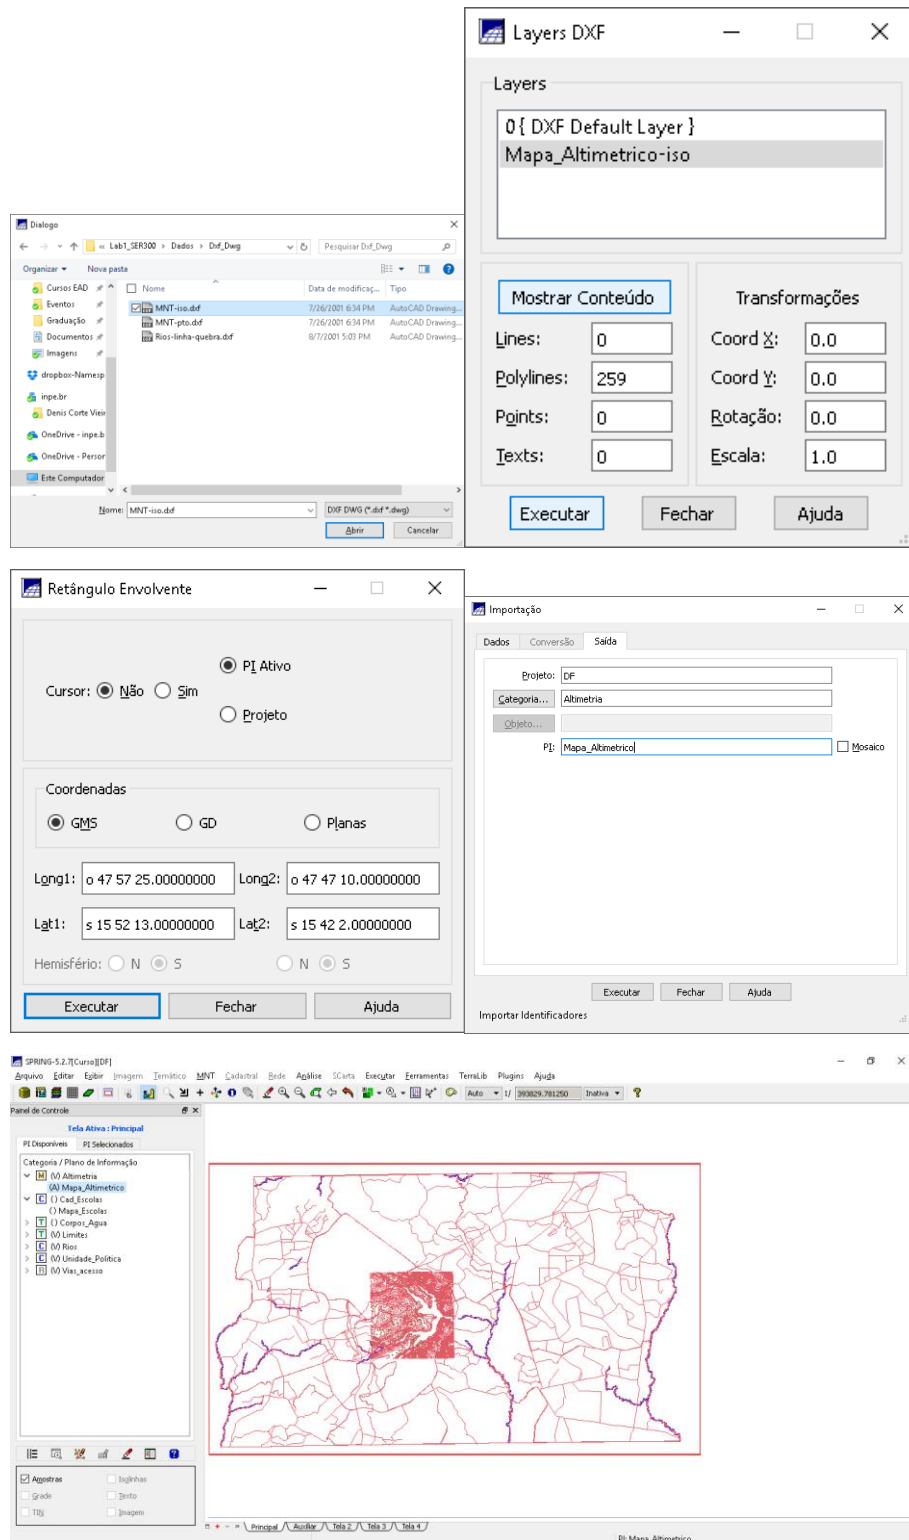 Layers DXF
Layers
0 { DXF Default Layer }
Mapa_Altimetrico-iso
Mostrar Conteúdo
Transformações
Lines: 0
Coord X: 0.0
Polylines: 259
Coord Y: 0.0
Points: 0
Rotação: 0.0
Texts: 0
Escala: 1.0
Executar Fechar Ajuda
Dialogo
« Lab1_SER300 > Dados > Dxf_Dwg
Pesquisar Dxf_Dwg
Organizar Nova pasta
Cursos EAD
Eventos
Graduação
Documentos
Imagens
dropbox-Namesp
inpe.br
Denis Corte Vieir
OneDrive - inpe.b
OneDrive - Person
Este Computador
Nome Data de modificaç... Tipo
MNT-iso.dxf 7/26/2001 6:34 PM AutoCAD Drawing...
MNT-pto.dxf 7/26/2001 6:34 PM AutoCAD Drawing...
Rios-linha-quebra.dxf 8/7/2001 5:03 PM AutoCAD Drawing...
Nome: MNT-iso.dxf DXF DWG (*.dxf *.dwg)
Abrir Cancelar
Retângulo Envolvente
Cursor: Não Sim
PI Ativo
Projeto
Coordenadas
GMS GD Planas
Long1: o 47 57 25.00000000 Long2: o 47 47 10.00000000
Lat1: s 15 52 13.00000000 Lat2: s 15 42 2.00000000
Hemisfério: N S N S
Executar Fechar Ajuda
Importação
Dados Conversão Saída
Projeto: DF
Categoria... Altimetria
Objeto...
PI: Mapa_Altimetrico Mosaico
Executar Fechar Ajuda
Importar Identificadores
SPRING-5.2.7[Curso][DF]
Arquivo Editar Exibir Imagem Temático MNT Cadastral Rede Análise SCarta Executar Ferramentas TerraLib Plugins Ajuda
Auto 1/ 393829.781250 Inativa
Painel de Controle
Tela Ativa : Principal
PI Disponíveis PI Selecionados
Categoria / Plano de Informação
M (V) Altimetria
(A) Mapa_Altimetrico
C () Cad_Escolas
() Mapa_Escolas
T () Corpos_Agua
T (V) Limites
C (V) Rios
C (V) Unidade_Politica
R (V) Vias_acesso
Amostras Isolinhas
Grade Texto
TIN Imagem
Principal Auxiliar Tela 2 Tela 3 Tela 4
PI: Mapa_Altimetrico